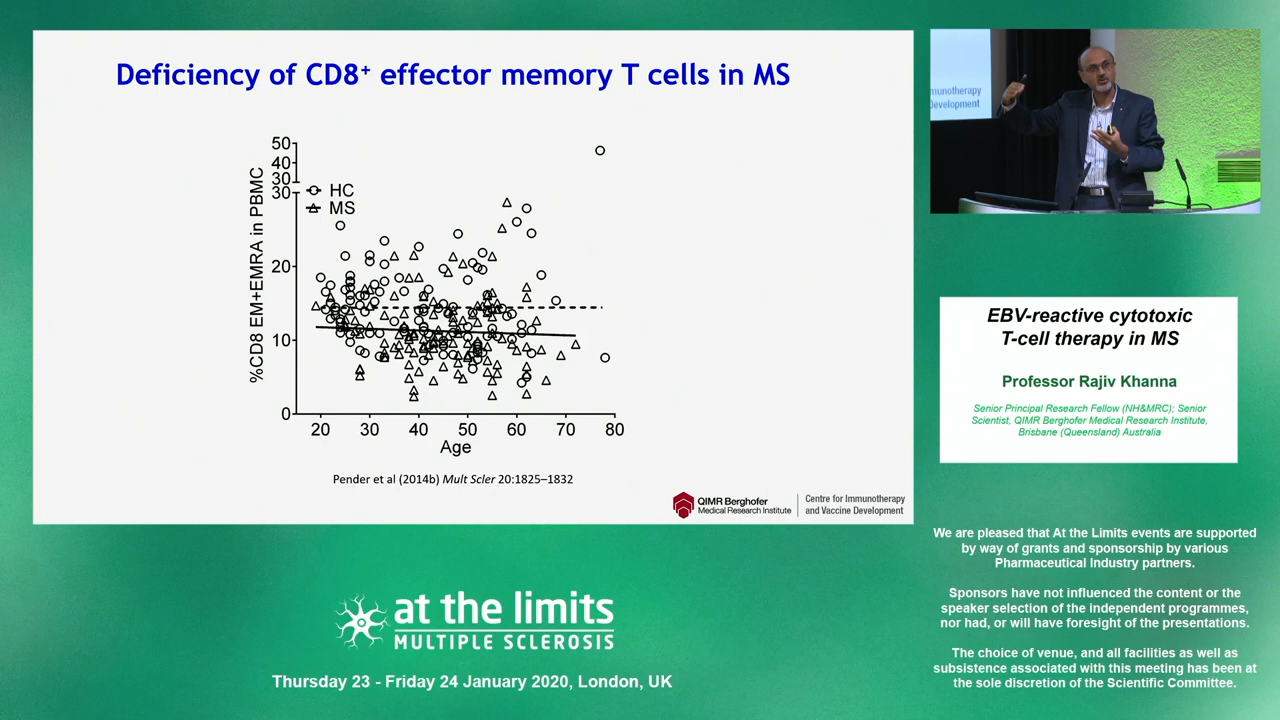 Deficiency of CD8⁺ effector memory T cells in MS
%CD8 EM+EMRA in PBMC
50
40
30
30
20
10
0
HC
MS
20 30 40 50 60 70 80
Age
Pender et al (2014b) Mult Scler 20:1825–1832
QIMR Berghofer
Medical Research Institute
Centre for Immunotherapy
and Vaccine Development
munotherapy
Development
EBV-reactive cytotoxic
T-cell therapy in MS
Professor Rajiv Khanna
Senior Principal Research Fellow (NH&MRC); Senior
Scientist, QIMR Berghofer Medical Research Institute,
Brisbane (Queensland) Australia
We are pleased that At the Limits events are supported
by way of grants and sponsorship by various
Pharmaceutical Industry partners.
Sponsors have not influenced the content or the
speaker selection of the independent programmes,
nor had, or will have foresight of the presentations.
The choice of venue, and all facilities as well as
subsistence associated with this meeting has been at
the sole discretion of the Scientific Committee.
at the limits
MULTIPLE SCLEROSIS
Thursday 23 - Friday 24 January 2020, London, UK